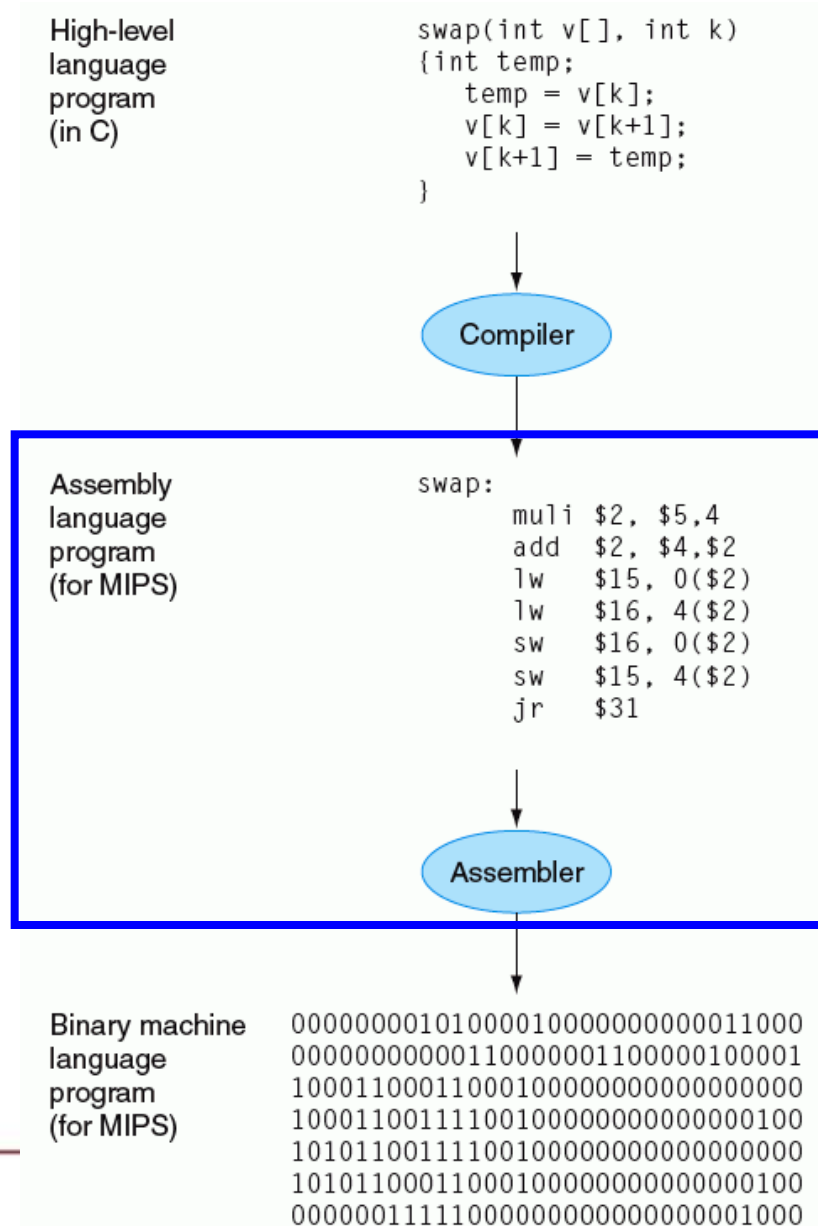 High-level
language
program
(in C)
swap(int v[], int k)
{int temp;
temp = v[k];
v[k] = v[k+1];
v[k+1] = temp;
}
Compiler
Assembly
language
program
(for MIPS)
swap:
muli $2, $5,4
add $2, $4,$2
lw $15, 0($2)
lw $16, 4($2)
sw $16, 0($2)
sw $15, 4($2)
jr $31
Assembler
Binary machine
language
program
(for MIPS)
00000000101000010000000000011000
00000000000110000001100000100001
10001100011000100000000000000000
10001100111100100000000000000100
10101100111100100000000000000000
10101100011000100000000000000100
00000011111000000000000000001000